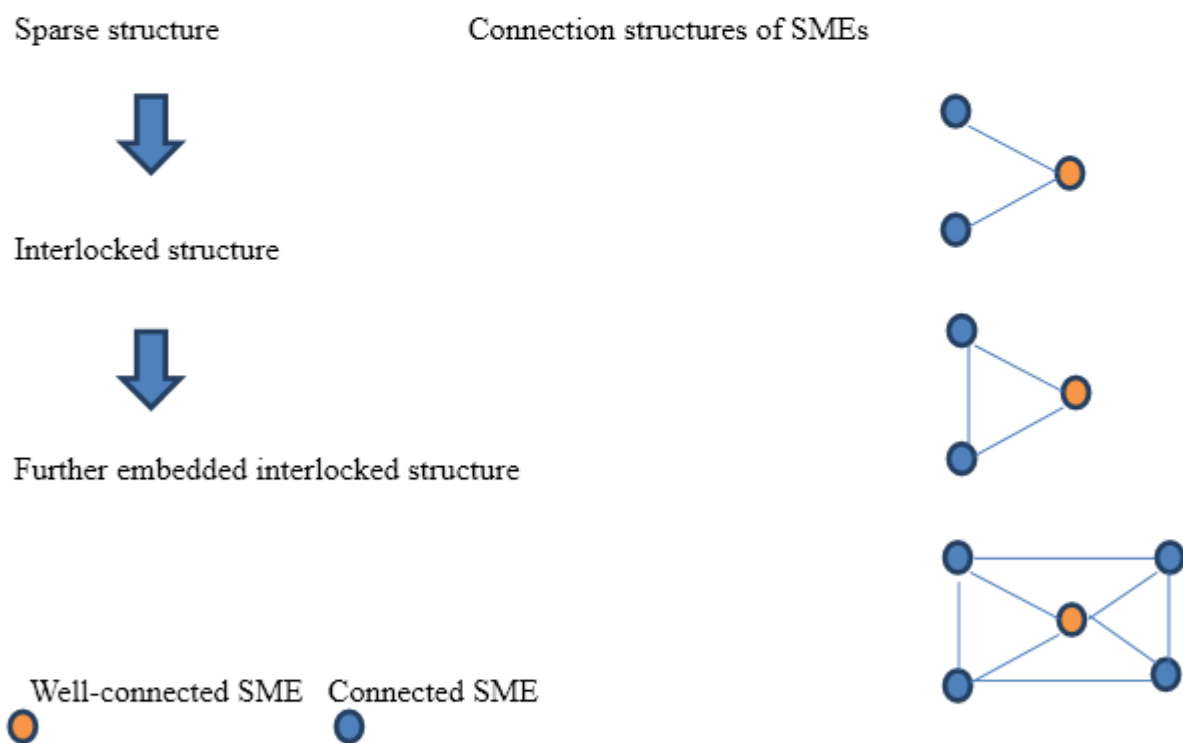 Sparse structure
Connection structures of SMEs
Interlocked structure
Further embedded interlocked structure
Well-connected SME
Connected SME